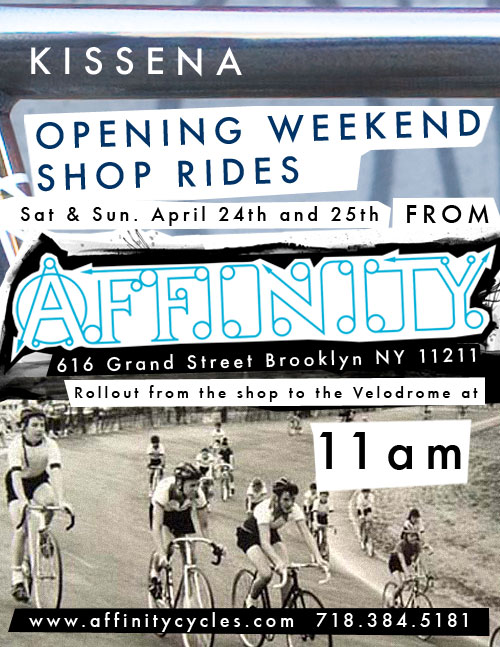 KISSENA
OPENING WEEKEND
SHOP RIDES
Sat & Sun. April 24th and 25th FROM
AFFINITY
616 Grand Street Brooklyn NY 11211
Rollout from the shop to the Velodrome at
11am
www.affinitycycles.com 718.384.5181